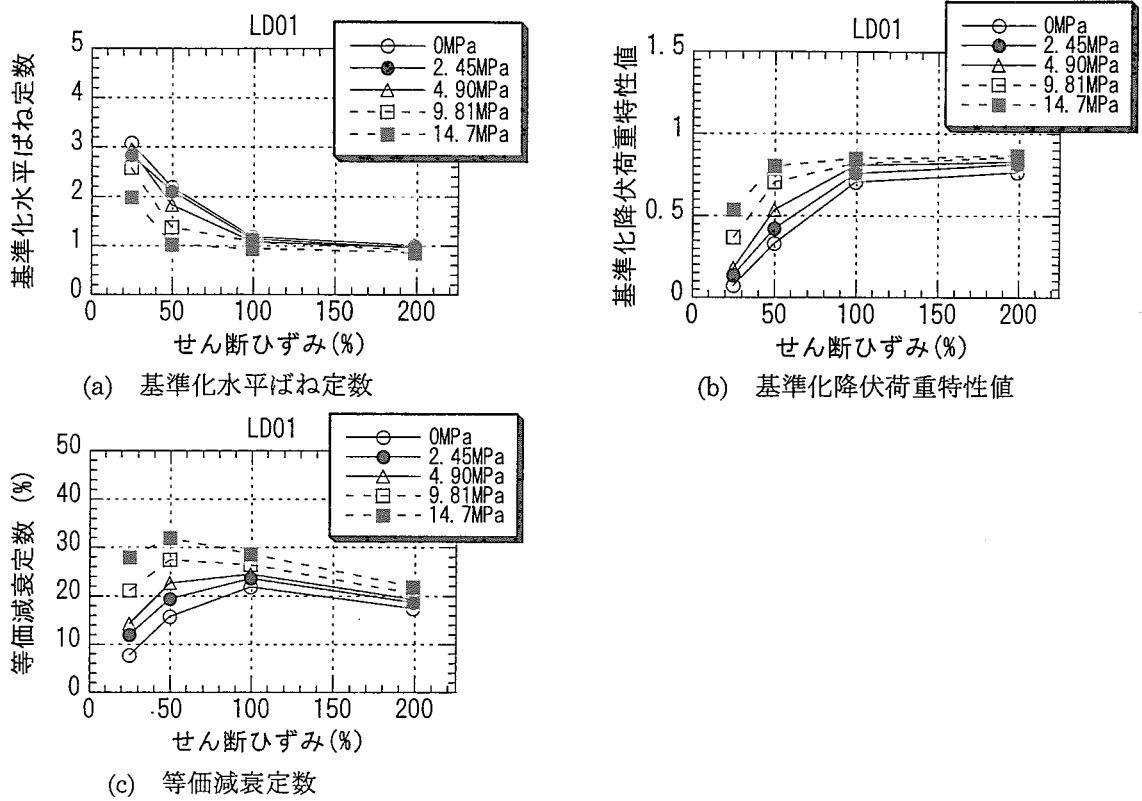 LD01
0MPa
2.45MPa
4.90MPa
9.81MPa
14.7MPa
基準化水平ばね定数
5
4
3
2
1
0
0 50 100 150 200
せん断ひずみ(%)
(a) 基準化水平ばね定数
LD01
0MPa
2.45MPa
4.90MPa
9.81MPa
14.7MPa
基準化降伏荷重特性値
1.5
1
0.5
0
0 50 100 150 200
せん断ひずみ(%)
(b) 基準化降伏荷重特性値
LD01
0MPa
2.45MPa
4.90MPa
9.81MPa
14.7MPa
等価減衰定数 (%)
50
40
30
20
10
0
0 50 100 150 200
せん断ひずみ(%)
(c) 等価減衰定数